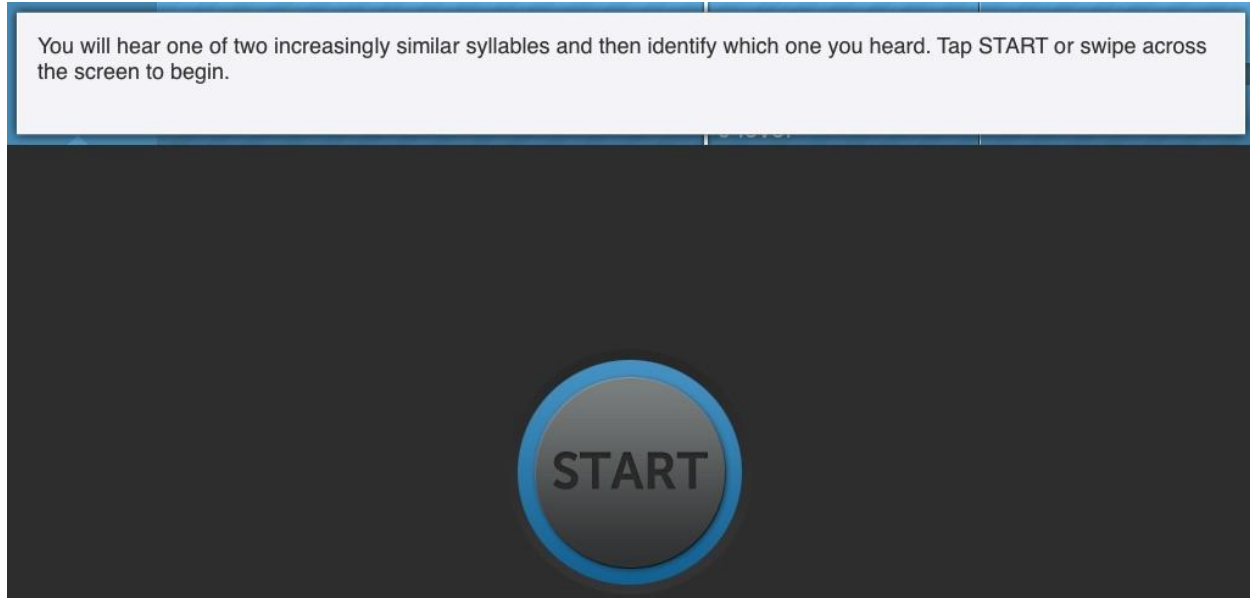 You will hear one of two increasingly similar syllables and then identify which one you heard. Tap START or swipe across
the screen to begin.
START